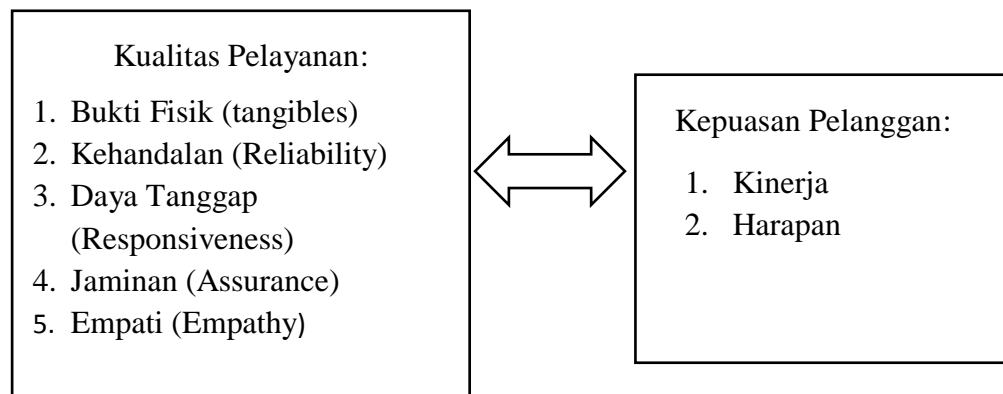 Kualitas Pelayanan:
1. Bukti Fisik (tangibles)
2. Kehandalan (Reliability)
3. Daya Tanggap
(Responsiveness)
4. Jaminan (Assurance)
5. Empati (Empathy)
Kepuasan Pelanggan:
1. Kinerja
2. Harapan